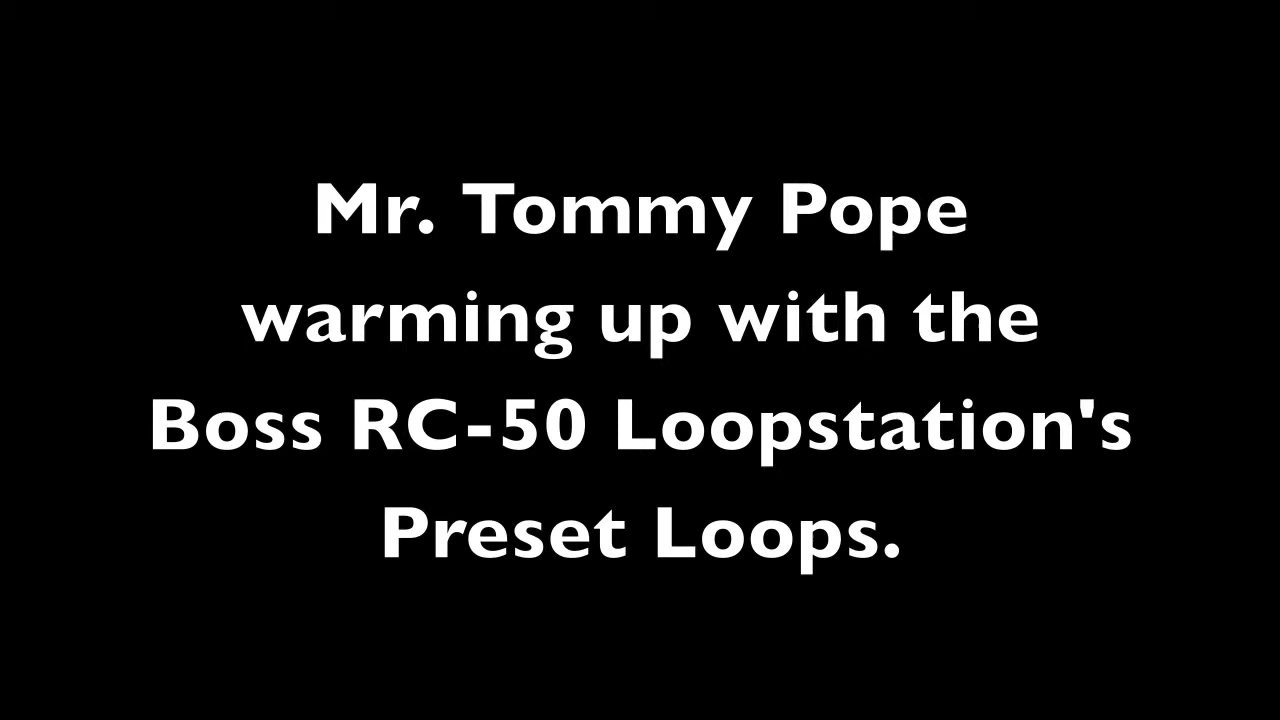 Mr. Tommy Pope
warming up with the
Boss RC-50 Loopstation's
Preset Loops.